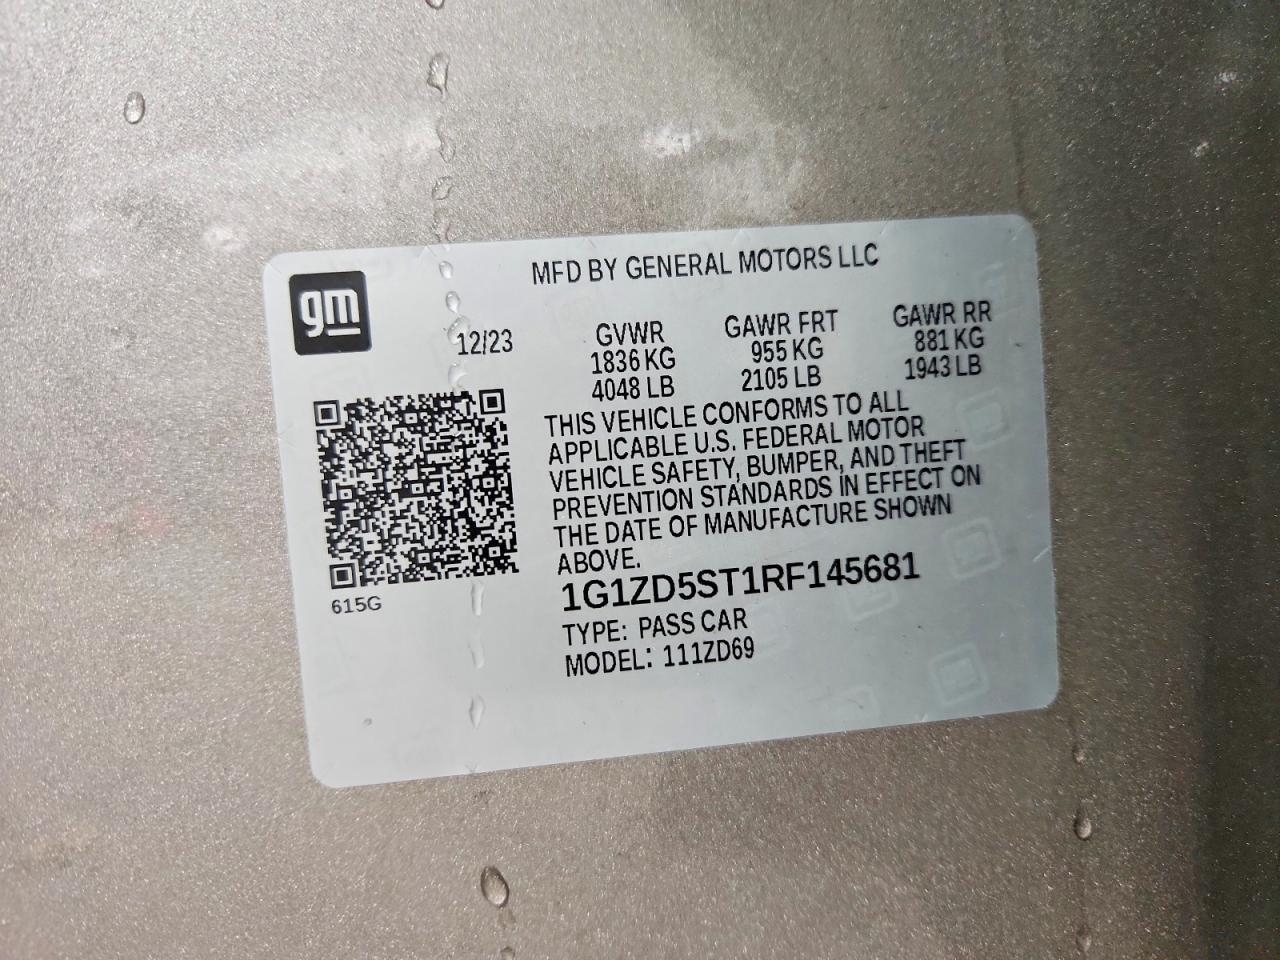 gm
MFD BY GENERAL MOTORS LLC
12/23
GVWR
1836 KG
4048 LB
GAWR FRT
955 KG
2105 LB
GAWR RR
881 KG
1943 LB
THIS VEHICLE CONFORMS TO ALL
APPLICABLE U.S. FEDERAL MOTOR
VEHICLE SAFETY, BUMPER, AND THEFT
PREVENTION STANDARDS IN EFFECT ON
THE DATE OF MANUFACTURE SHOWN
ABOVE.
1G1ZD5ST1RF145681
TYPE: PASS CAR
MODEL: 111ZD69
615G